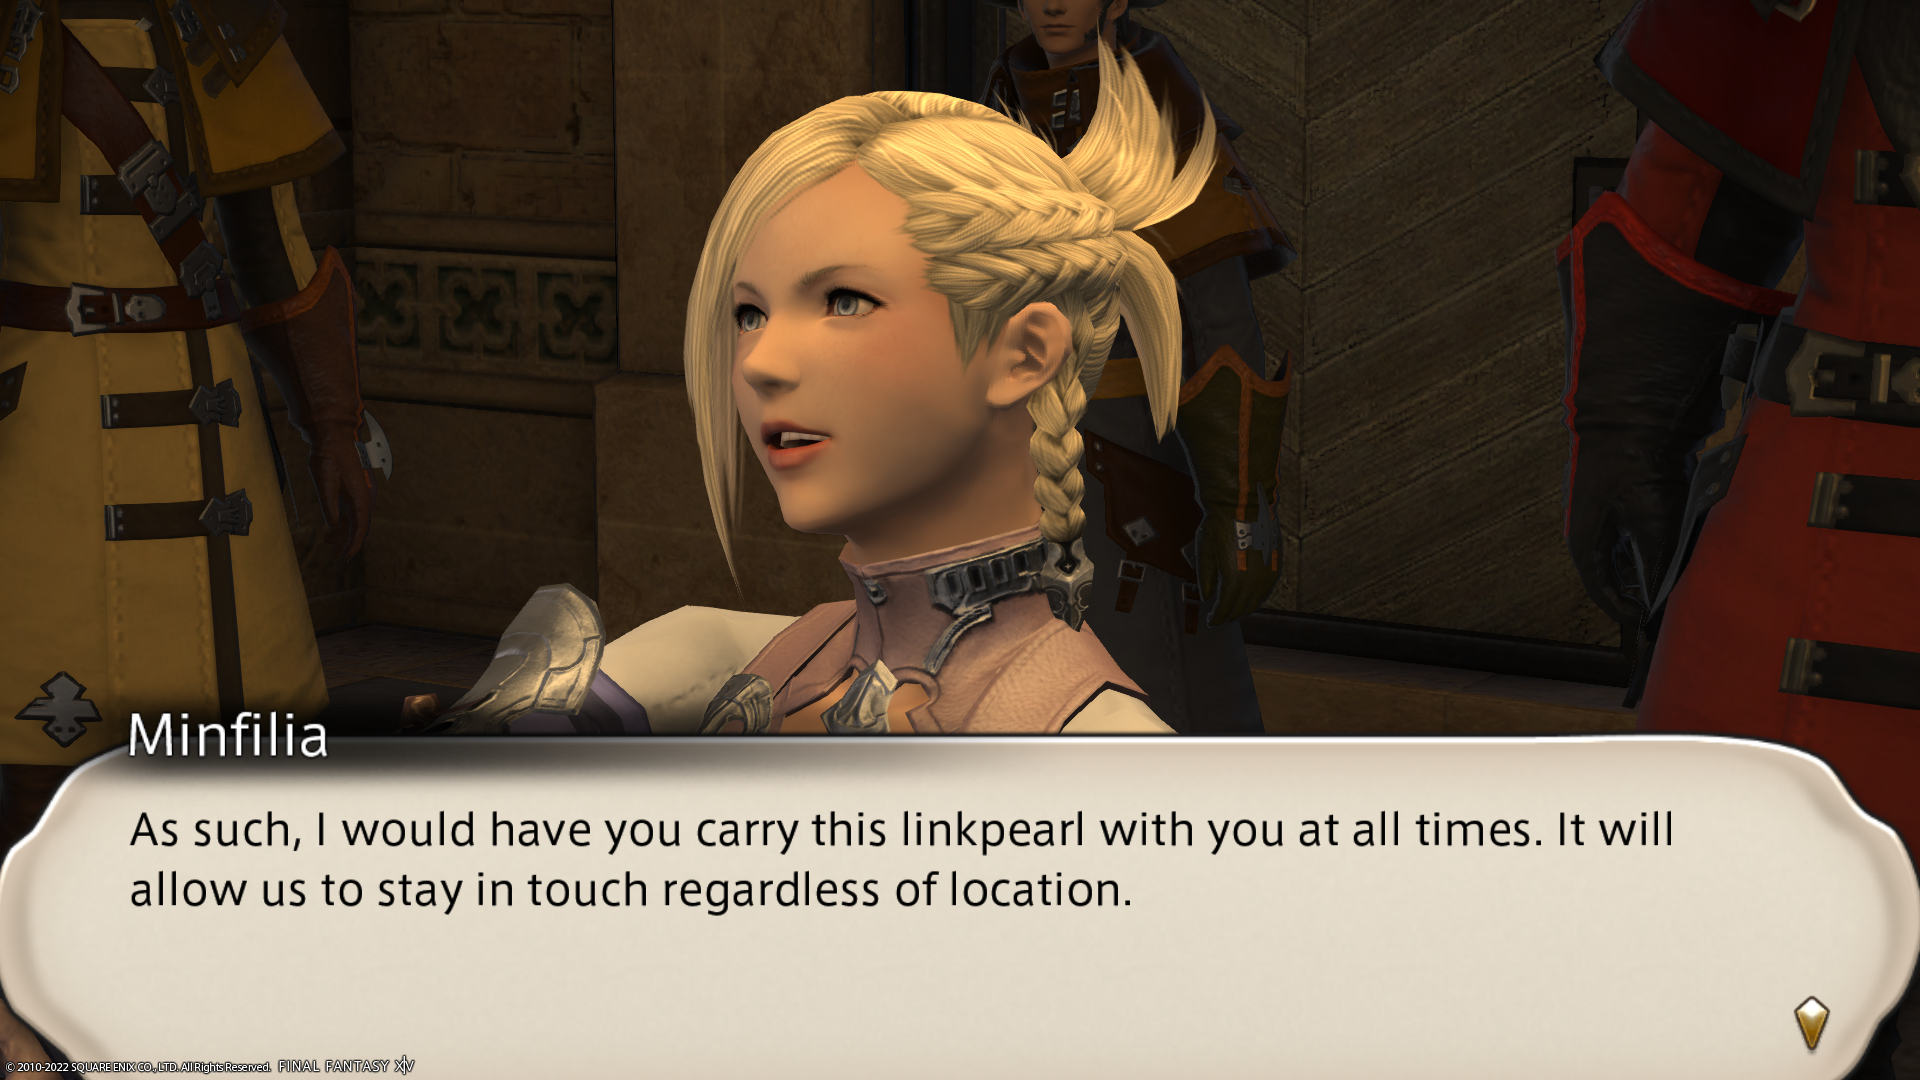 Minfilia
As such, I would have you carry this linkpearl with you at all times. It will
allow us to stay in touch regardless of location.
© 2010-2022 SQUARE ENIX CO., LTD. All Rights Reserved. FINAL FANTASY XIV